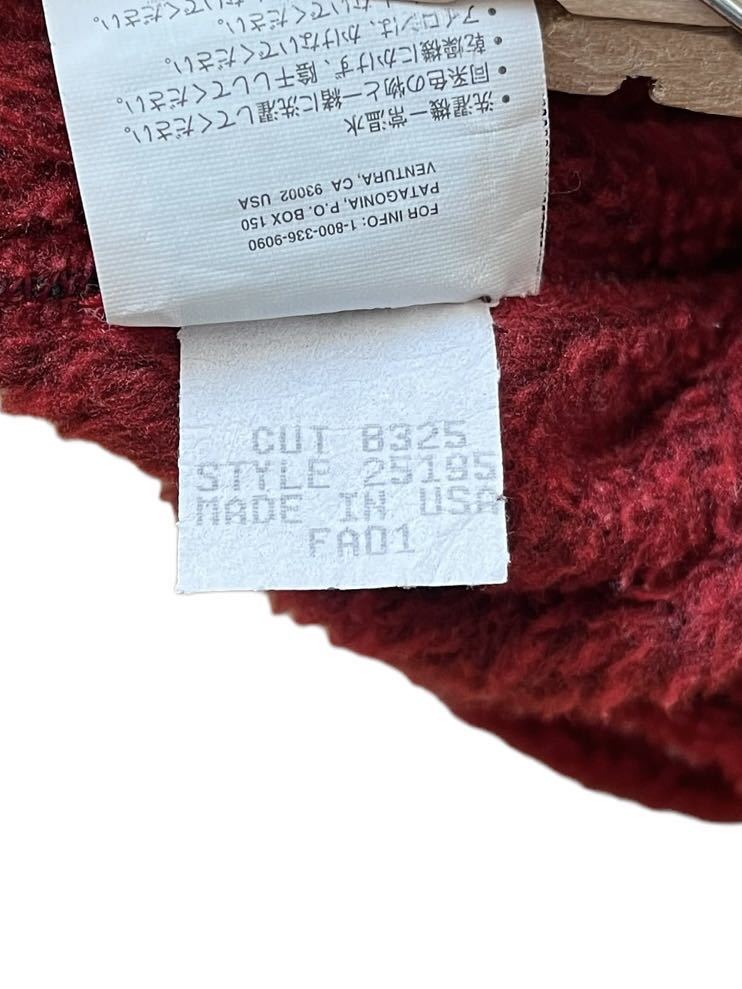 • 洗濯機ー常温水
• 同系色の物と一緒に洗濯してください。
• 乾燥機にかけず、陰干ししてください。
• アイロンは、かけないでください。
FOR INFO: 1-800-336-9090
PATAGONIA, P.O. BOX 150
VENTURA, CA 93002 USA
CUT 8325
STYLE 25195
MADE IN USA
FA01